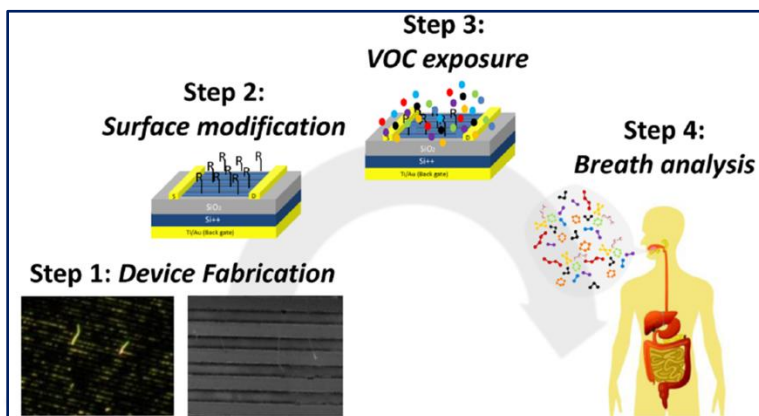 Step 1: Device Fabrication
Step 2:
Surface modification
R R R
R R R
R R R
S
D
SiO₂
Si++
Ti/Au (Back gate)
Step 3:
VOC exposure
D
SiO₂
Si++
Ti/Au (Back gate)
Step 4:
Breath analysis